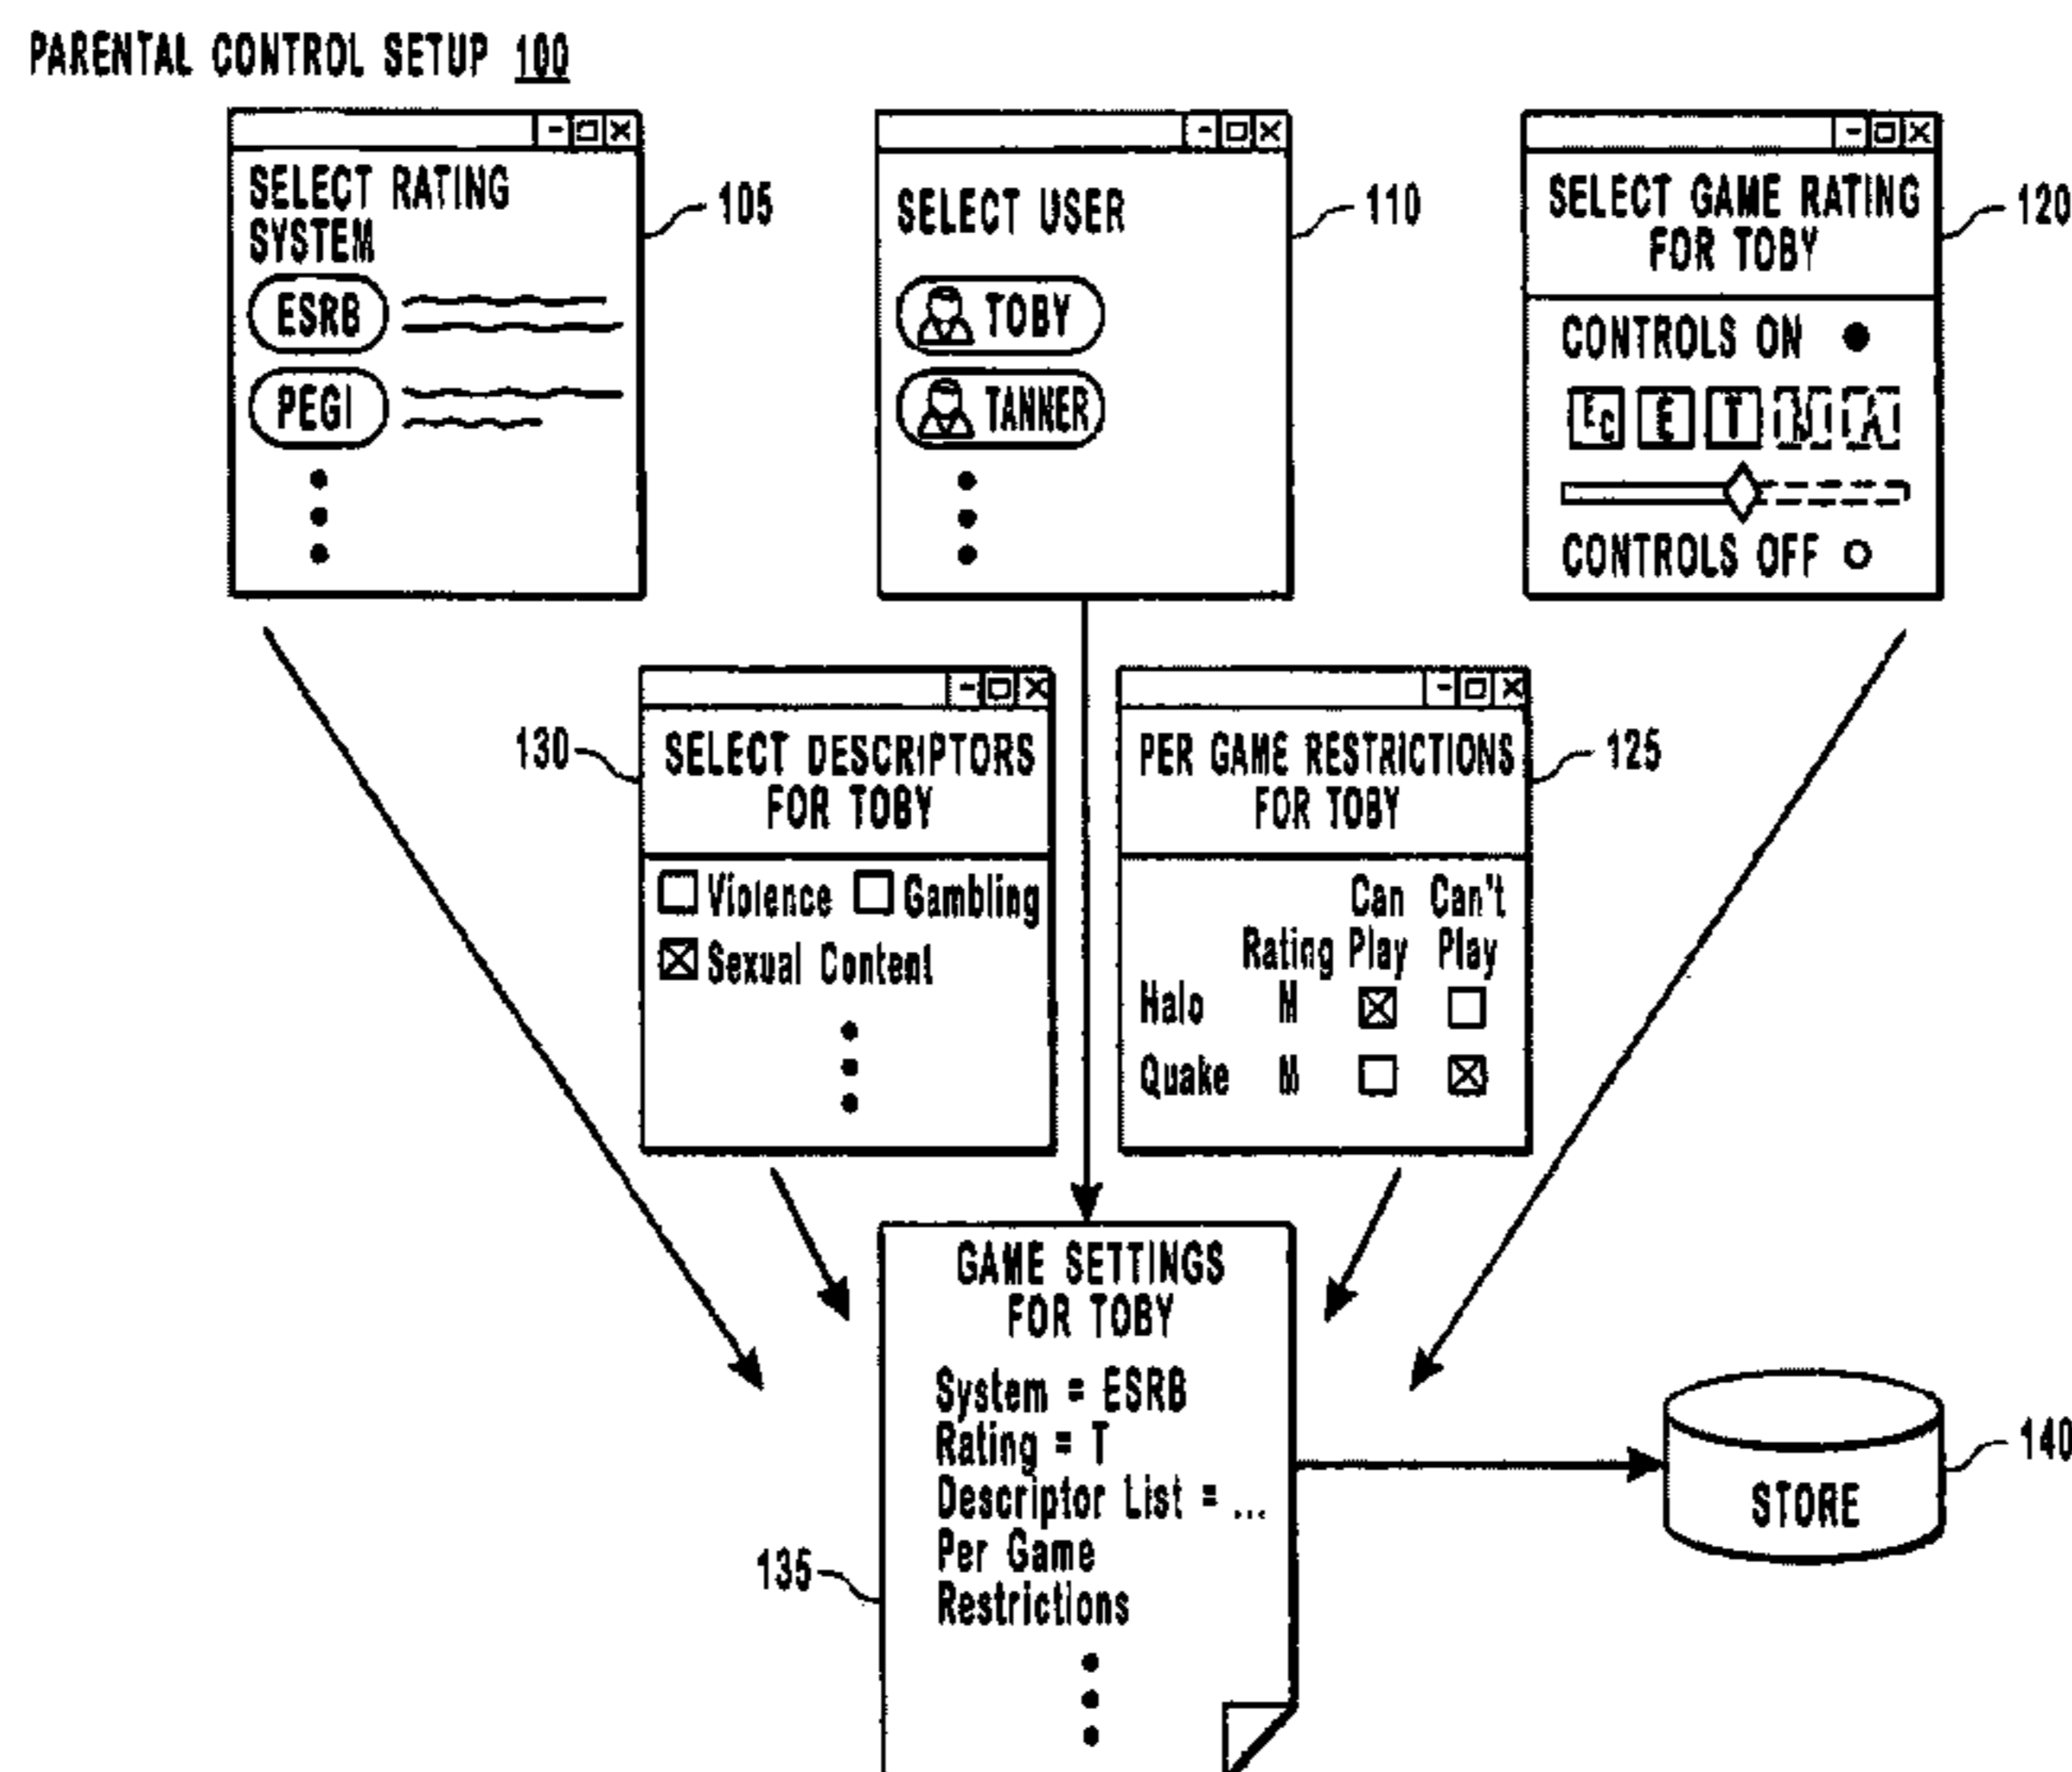 PARENTAL CONTROL SETUP 100
SELECT RATING
SYSTEM
ESRB
PEGI
105
SELECT USER
TOBY
TANNER
110
SELECT GAME RATING
FOR TOBY
CONTROLS ON
EC E T M A
CONTROLS OFF
120
130
SELECT DESCRIPTORS
FOR TOBY
Violence Gambling
Sexual Content
PER GAME RESTRICTIONS
FOR TOBY
Can Can't
Rating Play Play
Halo M
Quake M
125
GAME SETTINGS
FOR TOBY
System = ESRB
Rating = T
Descriptor List = ...
Per Game
Restrictions
135
STORE
140